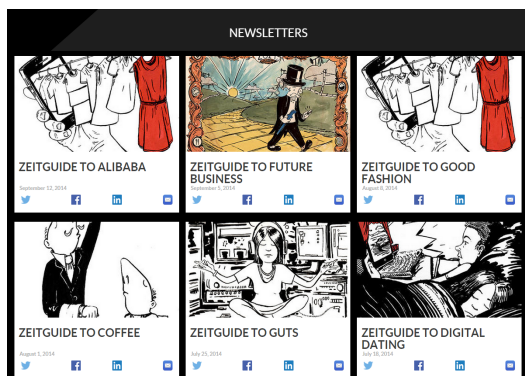 NEWSLETTERS
ZEITGUIDE TO ALIBABA
September 12, 2014
ZEITGUIDE TO FUTURE
BUSINESS
September 5, 2014
ZEITGUIDE TO GOOD
FASHION
August 8, 2014
ZEITGUIDE TO COFFEE
August 1, 2014
ZEITGUIDE TO GUTS
July 25, 2014
ZEITGUIDE TO DIGITAL
DATING
July 18, 2014